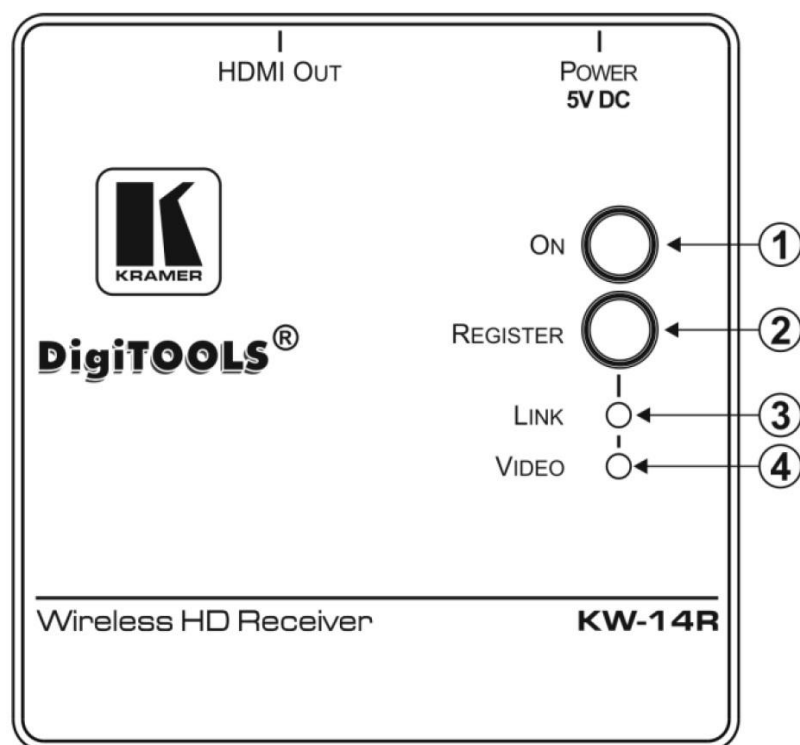 HDMI OUT
POWER
5V DC
K
KRAMER
DigiTOOLS®
ON 1
REGISTER 2
LINK 3
VIDEO 4
Wireless HD Receiver KW-14R